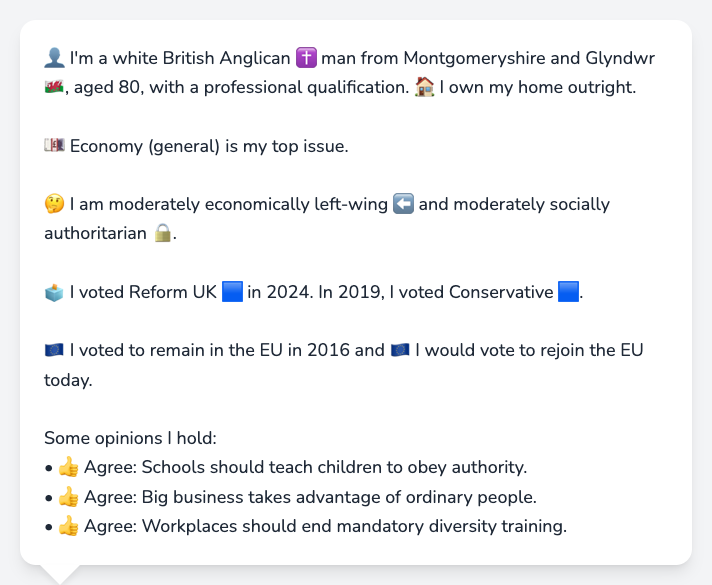 👤 I'm a white British Anglican ✝️ man from Montgomeryshire and Glyndwr
🏴󠁧󠁢󠁷󠁬󠁳󠁿, aged 80, with a professional qualification. 🏠 I own my home outright.
💷 Economy (general) is my top issue.
🤔 I am moderately economically left-wing ⬅️ and moderately socially
authoritarian 🔒.
🗳️ I voted Reform UK 🟦 in 2024. In 2019, I voted Conservative 🟦.
🇪🇺 I voted to remain in the EU in 2016 and 🇪🇺 I would vote to rejoin the EU
today.
Some opinions I hold:
• 👍 Agree: Schools should teach children to obey authority.
• 👍 Agree: Big business takes advantage of ordinary people.
• 👍 Agree: Workplaces should end mandatory diversity training.